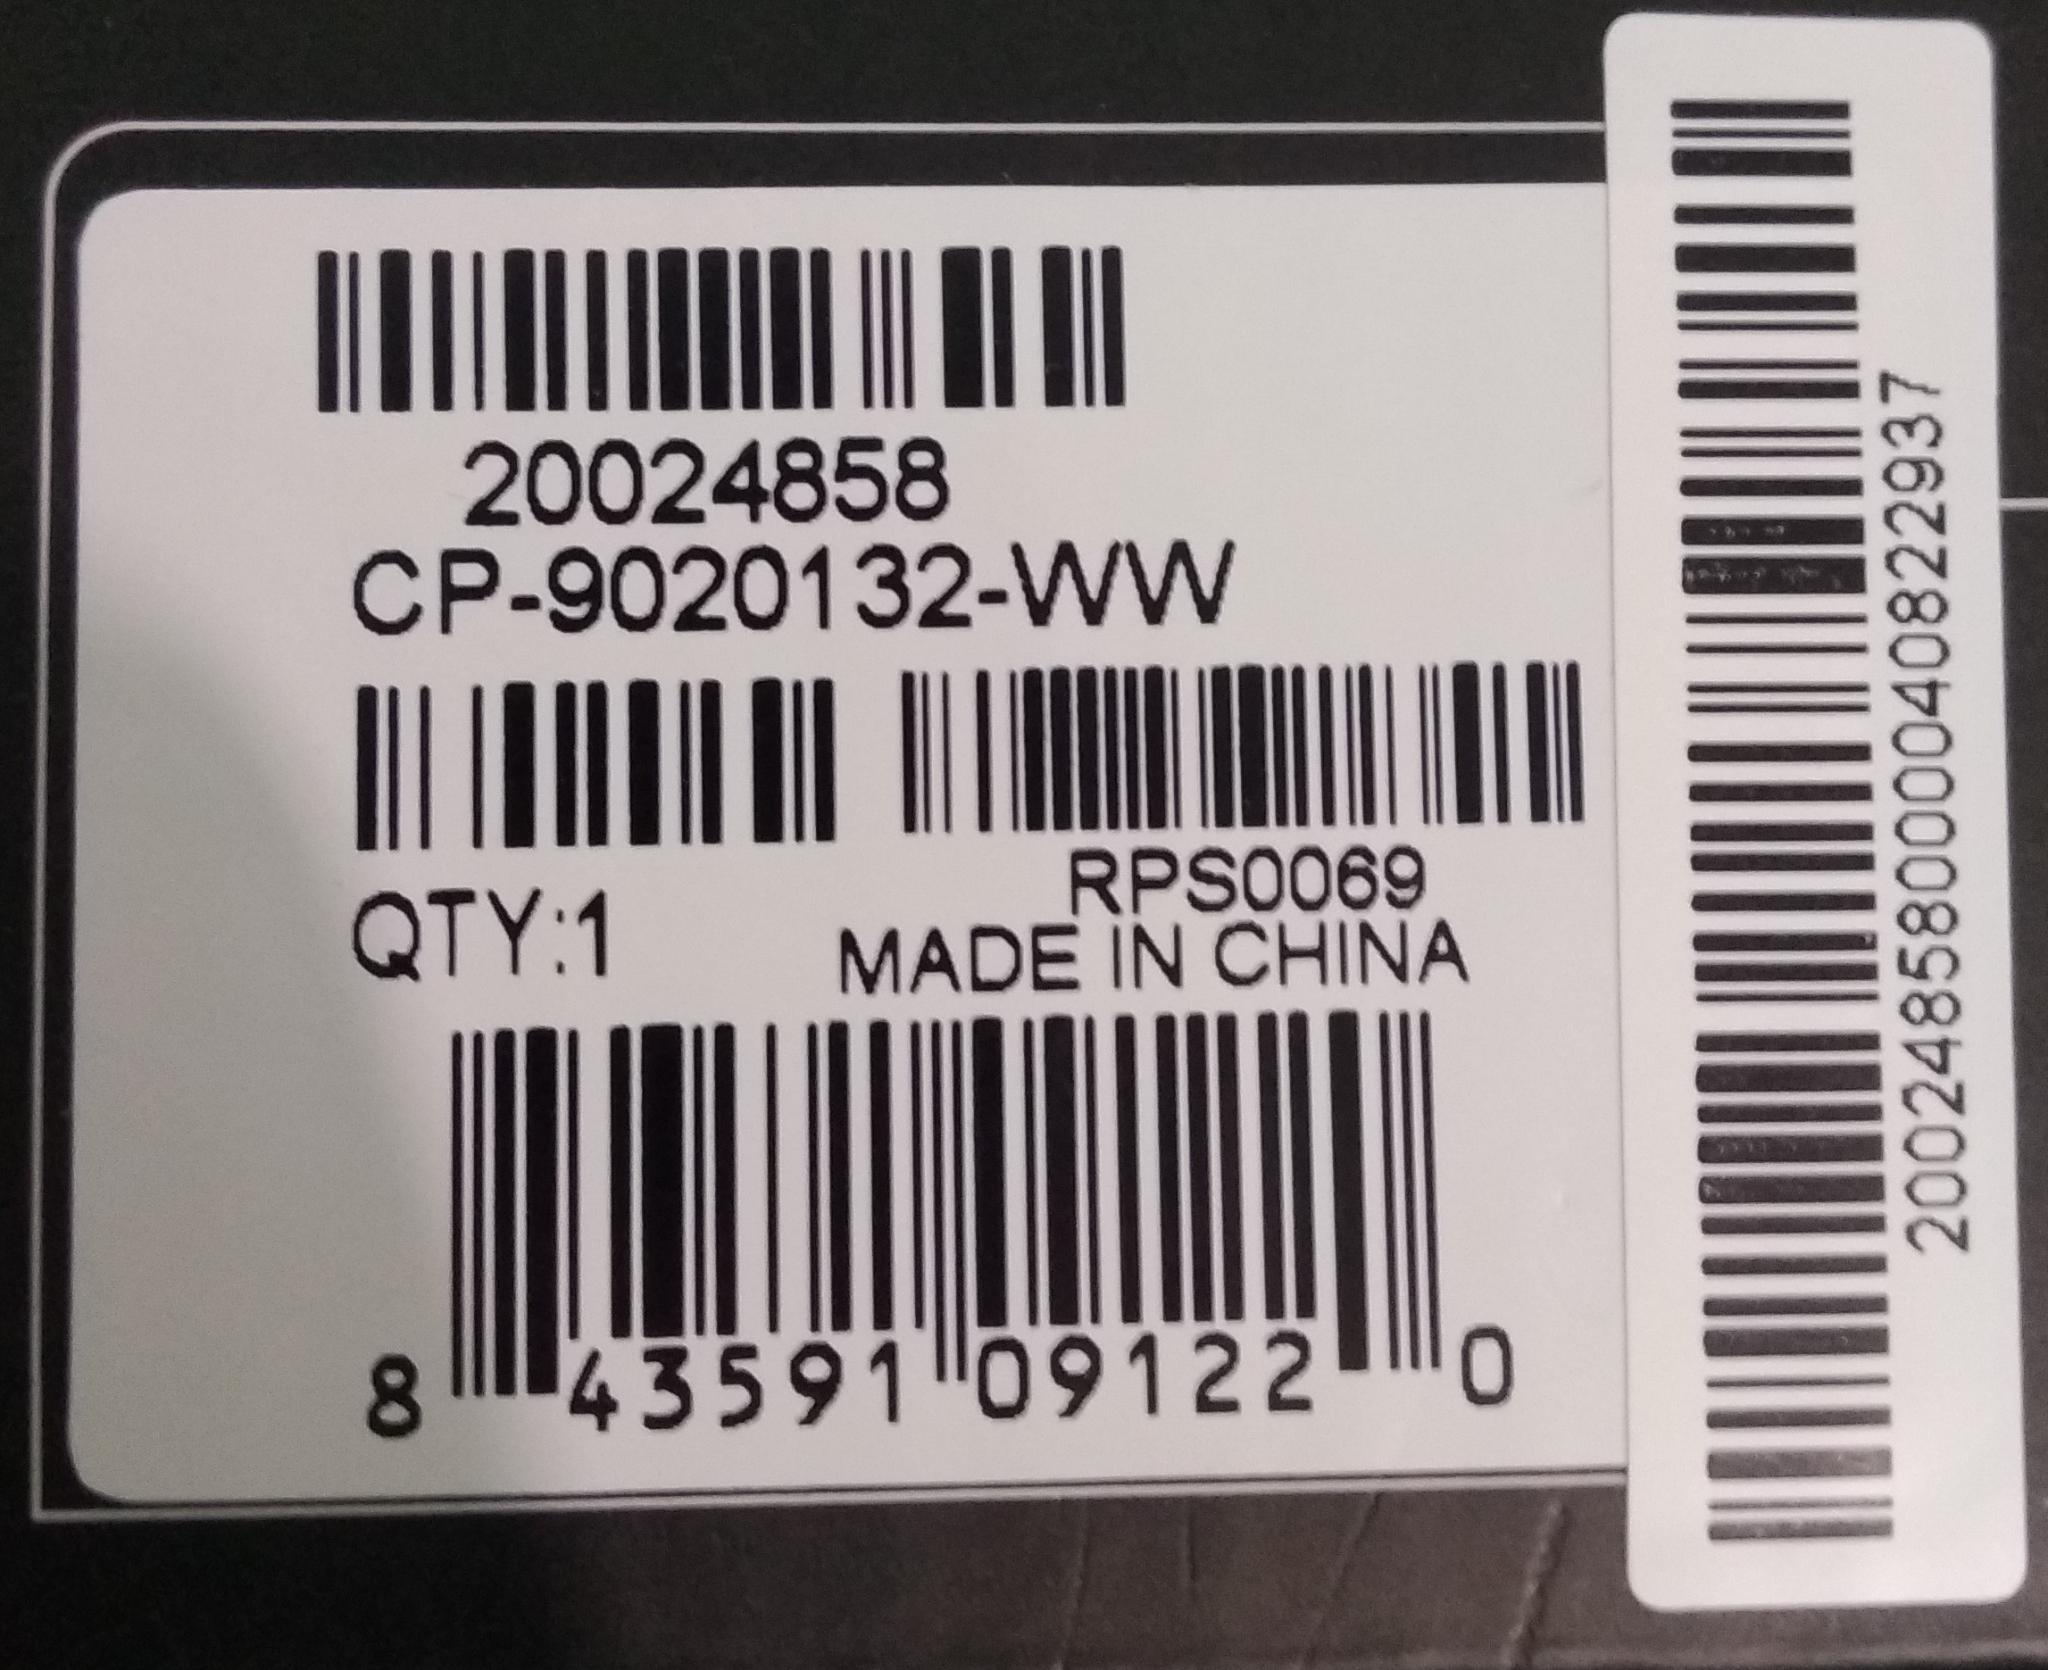 20024858
CP-9020132-WW
QTY:1
RPS0069
MADE IN CHINA
8 43591 09122 0
20024858000040822937